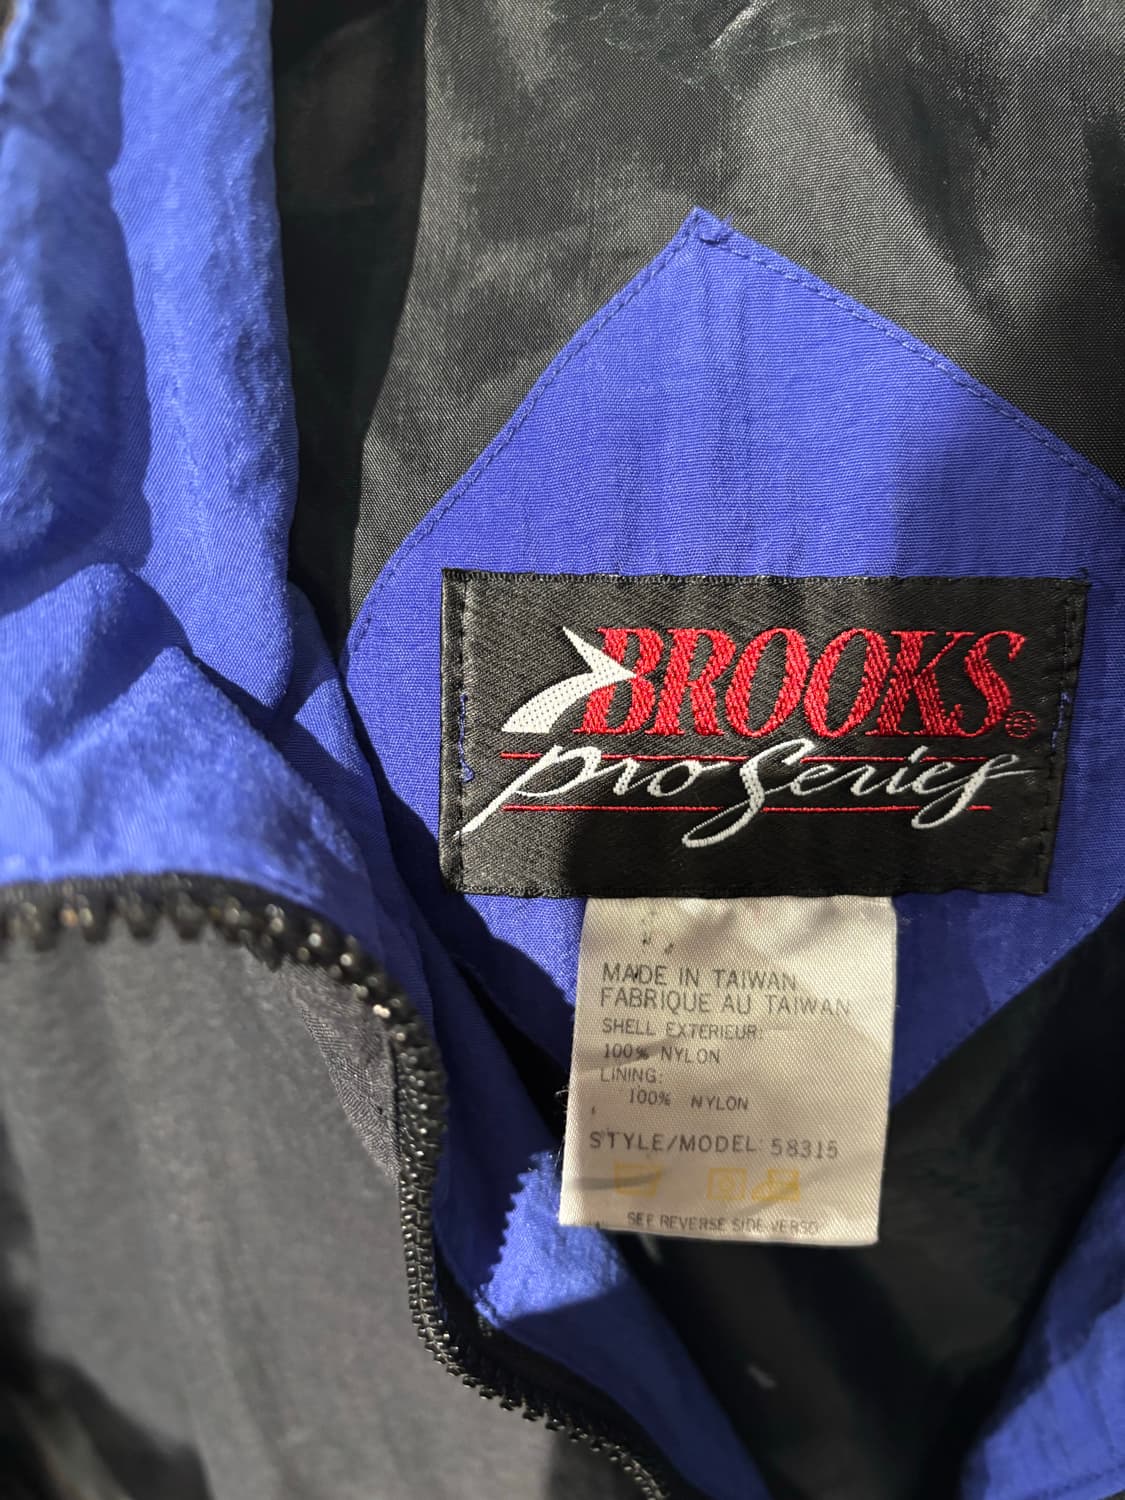 BROOKS®
pro Series
MADE IN TAIWAN
FABRIQUE AU TAIWAN
SHELL EXTERIEUR:
100% NYLON
LINING:
100% NYLON
STYLE/MODEL: 58315
SEE REVERSE SIDE VERSO